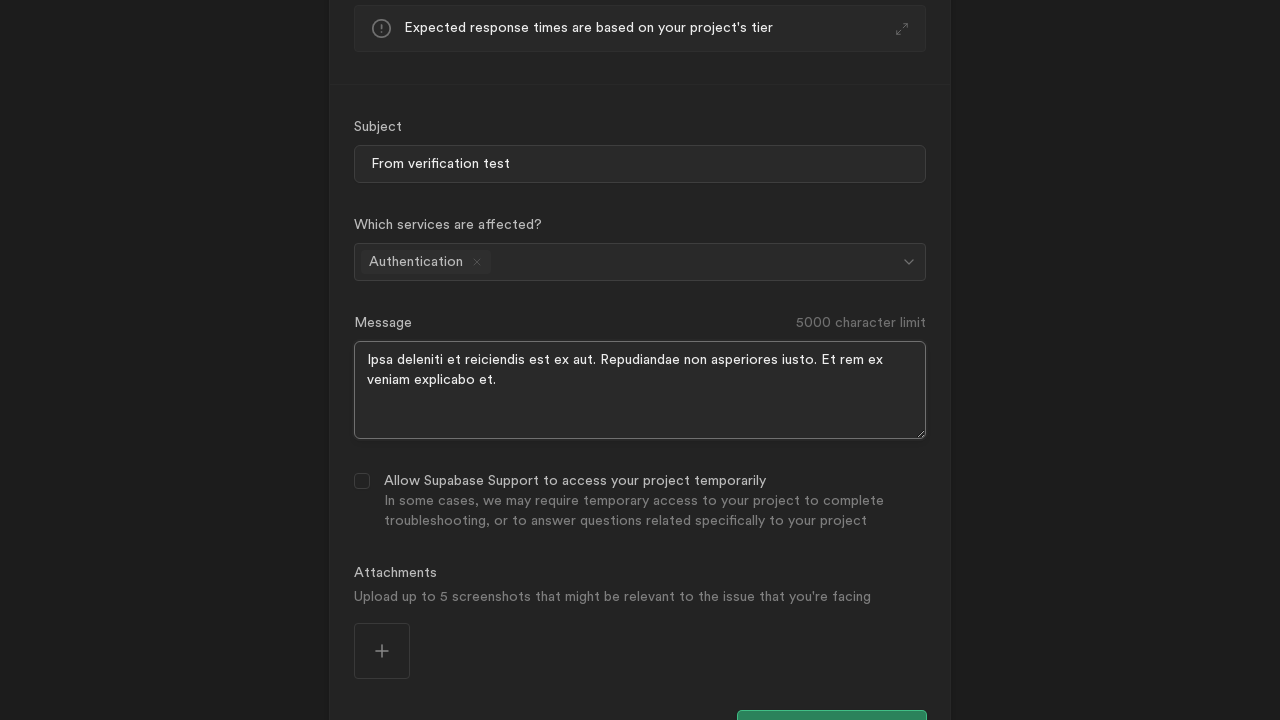 Expected response times are based on your project's tier
Subject
From verification test
Which services are affected?
Authentication
Message
5000 character limit
Ipsa deleniti et reiciendis est ex aut. Repudiandae non asperiores iusto. Et rem ex
veniam explicabo et.
Allow Supabase Support to access your project temporarily
In some cases, we may require temporary access to your project to complete
troubleshooting, or to answer questions related specifically to your project
Attachments
Upload up to 5 screenshots that might be relevant to the issue that you're facing